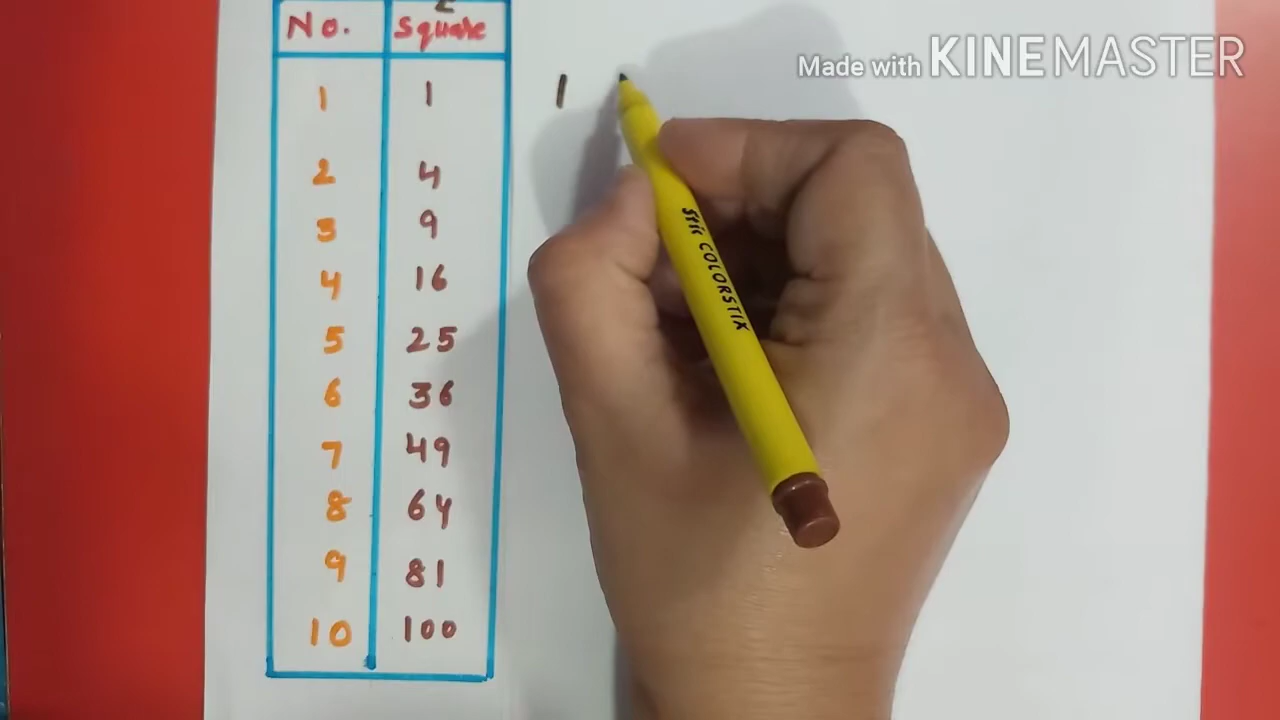 No. Square
1 1 1
2 4
3 9
4 16
5 25
6 36
7 49
8 64
9 81
10 100
Made with KINEMASTER
Stic COLORSTIX